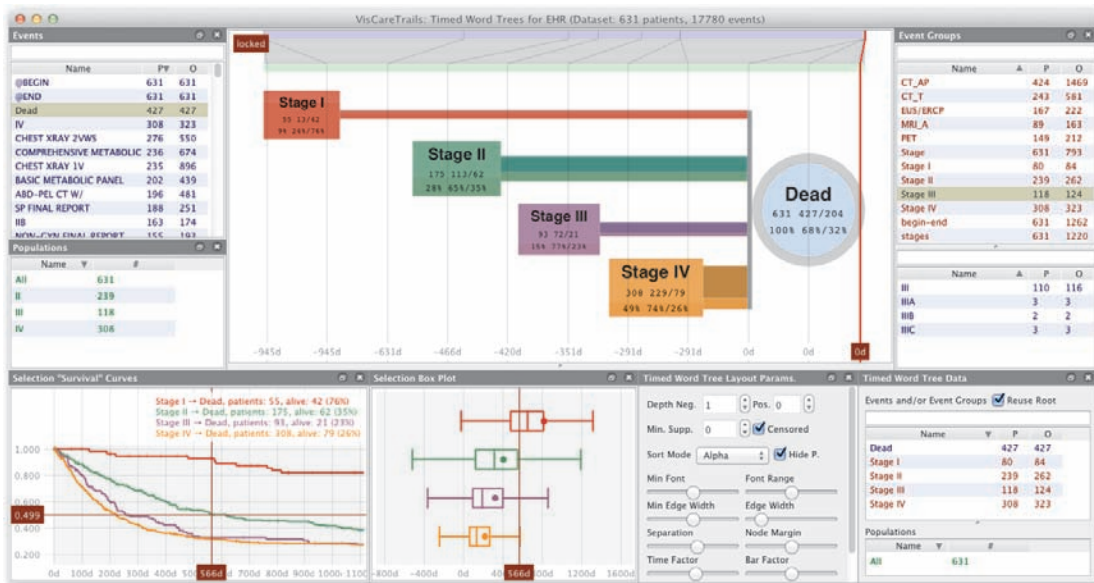 VisCareTrails: Timed Word Trees for EHR (Dataset: 631 patients, 17780 events)
Events
Name P O
@BEGIN 631 631
@END 631 631
Dead 427 427
IV 308 323
CHEST XRAY 2VWS 276 550
COMPREHENSIVE METABOLIC 236 674
CHEST XRAY 1V 235 896
BASIC METABOLIC PANEL 202 439
ABD-PEL CT W/ 196 481
SP FINAL REPORT 188 251
IIB 163 174
NON-GYN FINAL REPORT 155 193
Populations
Name #
All 631
II 239
III 118
IV 308
locked
Stage I
55 13/42
9% 24%/76%
Stage II
175 113/62
28% 65%/35%
Stage III
93 72/21
15% 77%/23%
Stage IV
308 229/79
49% 74%/26%
Dead
631 427/204
100% 68%/32%
-945d -945d -631d -466d -420d -351d -291d -291d 0d 0d 0d
Event Groups
Name P O
CT_AP 424 1469
CT_T 243 581
EUS/ERCP 167 222
MRI_A 89 163
PET 149 212
Stage 631 793
Stage I 80 84
Stage II 239 262
Stage III 118 124
Stage IV 308 323
begin-end 631 1262
stages 631 1220
Name P O
III 110 116
IIIA 3 3
IIIB 2 2
IIIC 3 3
Selection "Survival" Curves
Stage I → Dead, patients: 55, alive: 42 (76%)
Stage II → Dead, patients: 175, alive: 62 (35%)
Stage III → Dead, patients: 93, alive: 21 (23%)
Stage IV → Dead, patients: 308, alive: 79 (26%)
1.000
0.800
0.600
0.499
0.400
0.200
0d 100d 200d 300d 400d 566d 700d 800d 900d 1000d
Selection Box Plot
-800d -400d 0d 400d 566d 800d 1200d 1600d
Timed Word Tree Layout Params.
Depth Neg. 1 Pos. 0
Min. Supp. 0 Censored
Sort Mode Alpha Hide P.
Min Font Font Range
Min Edge Width Edge Width
Separation Node Margin
Time Factor Bar Factor
Timed Word Tree Data
Events and/or Event Groups Reuse Root
Name P O
Dead 427 427
Stage I 80 84
Stage II 239 262
Stage III 118 124
Stage IV 308 323
Populations
Name #
All 631